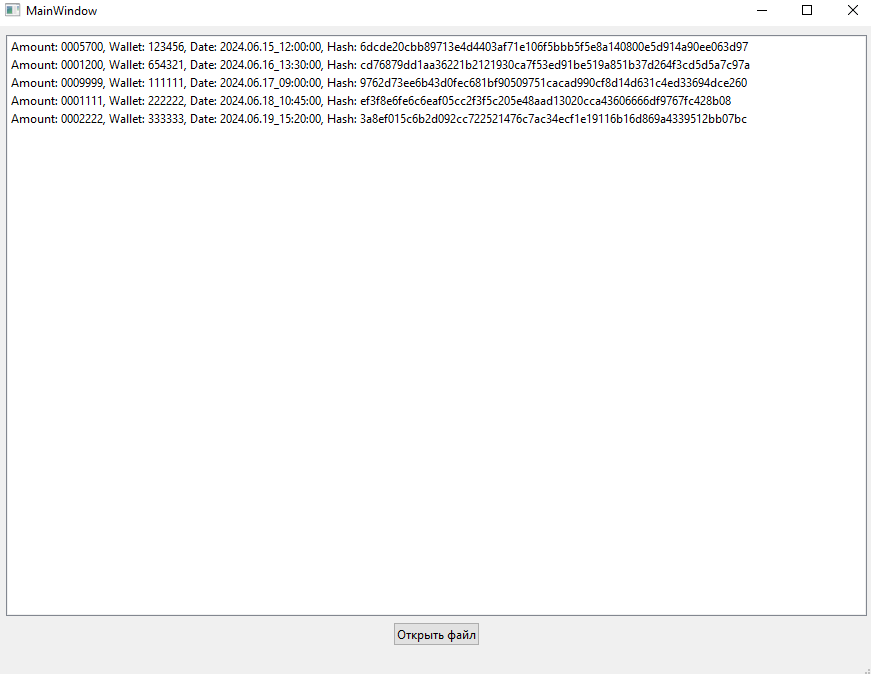 MainWindow
Amount: 0005700, Wallet: 123456, Date: 2024.06.15_12:00:00, Hash: 6dcde20cbb89713e4d4403af71e106f5bbb5f5e8a140800e5d914a90ee063d97
Amount: 0001200, Wallet: 654321, Date: 2024.06.16_13:30:00, Hash: cd76879dd1aa36221b2121930ca7f53ed91be519a851b37d264f3cd5d5a7c97a
Amount: 0009999, Wallet: 111111, Date: 2024.06.17_09:00:00, Hash: 9762d73ee6b43d0fec681bf90509751cacad990cf8d14d631c4ed33694dce260
Amount: 0001111, Wallet: 222222, Date: 2024.06.18_10:45:00, Hash: ef3f8e6fe6c6eaf05cc2f3f5c205e48aad13020cca43606666df9767fc428b08
Amount: 0002222, Wallet: 333333, Date: 2024.06.19_15:20:00, Hash: 3a8ef015c6b2d092cc722521476c7ac34ecf1e19116b16d869a4339512bb07bc
Открыть файл